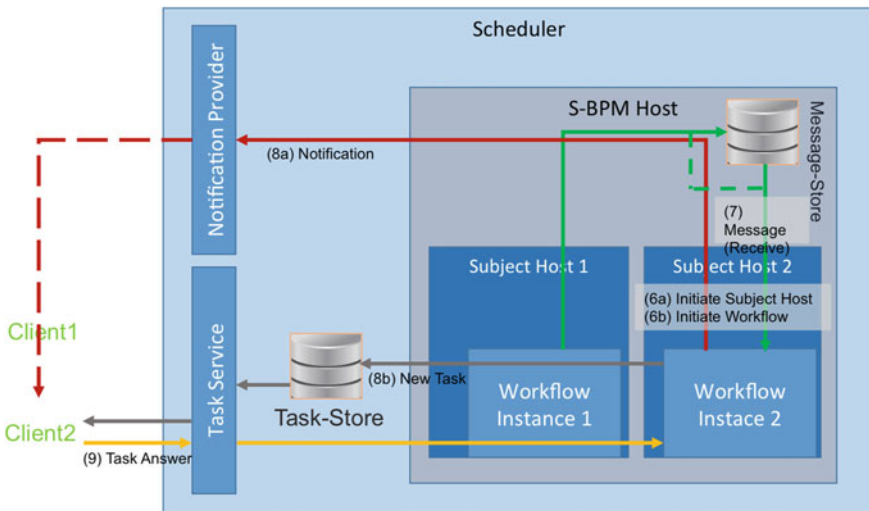 Scheduler
Notification Provider
S-BPM Host
Message-Store
(8a) Notification
(7)
Message
(Receive)
Subject Host 1
Subject Host 2
(6a) Initiate Subject Host
(6b) Initiate Workflow
Client1
Task Service
(8b) New Task
Workflow
Instance 1
Workflow
Instace 2
Task-Store
Client2
(9) Task Answer